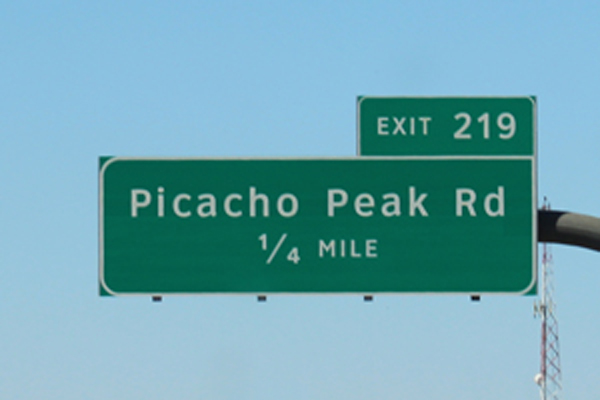 EXIT 219
Picacho Peak Rd
1/4 MILE